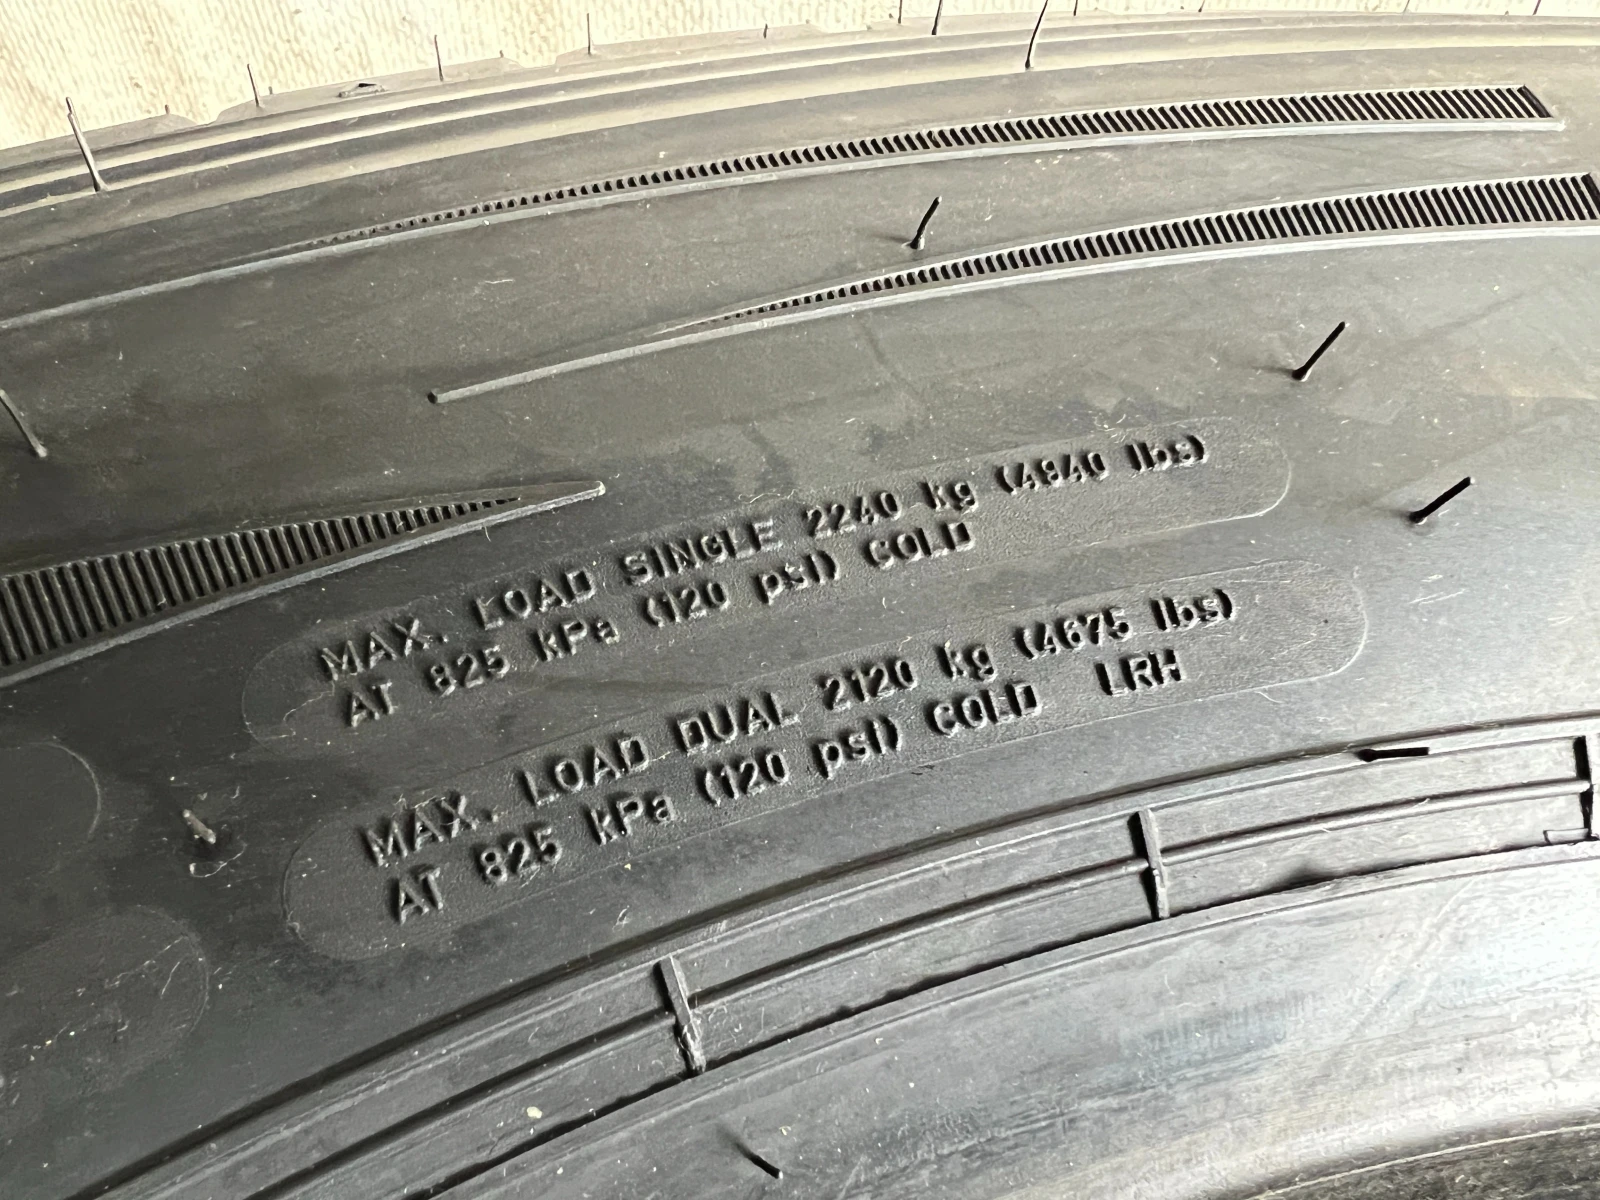 MAX. LOAD SINGLE 2240 kg (4940 lbs)
AT 825 kPa (120 psi) COLD
MAX. LOAD DUAL 2120 kg (4675 lbs)
AT 825 kPa (120 psi) COLD LRH